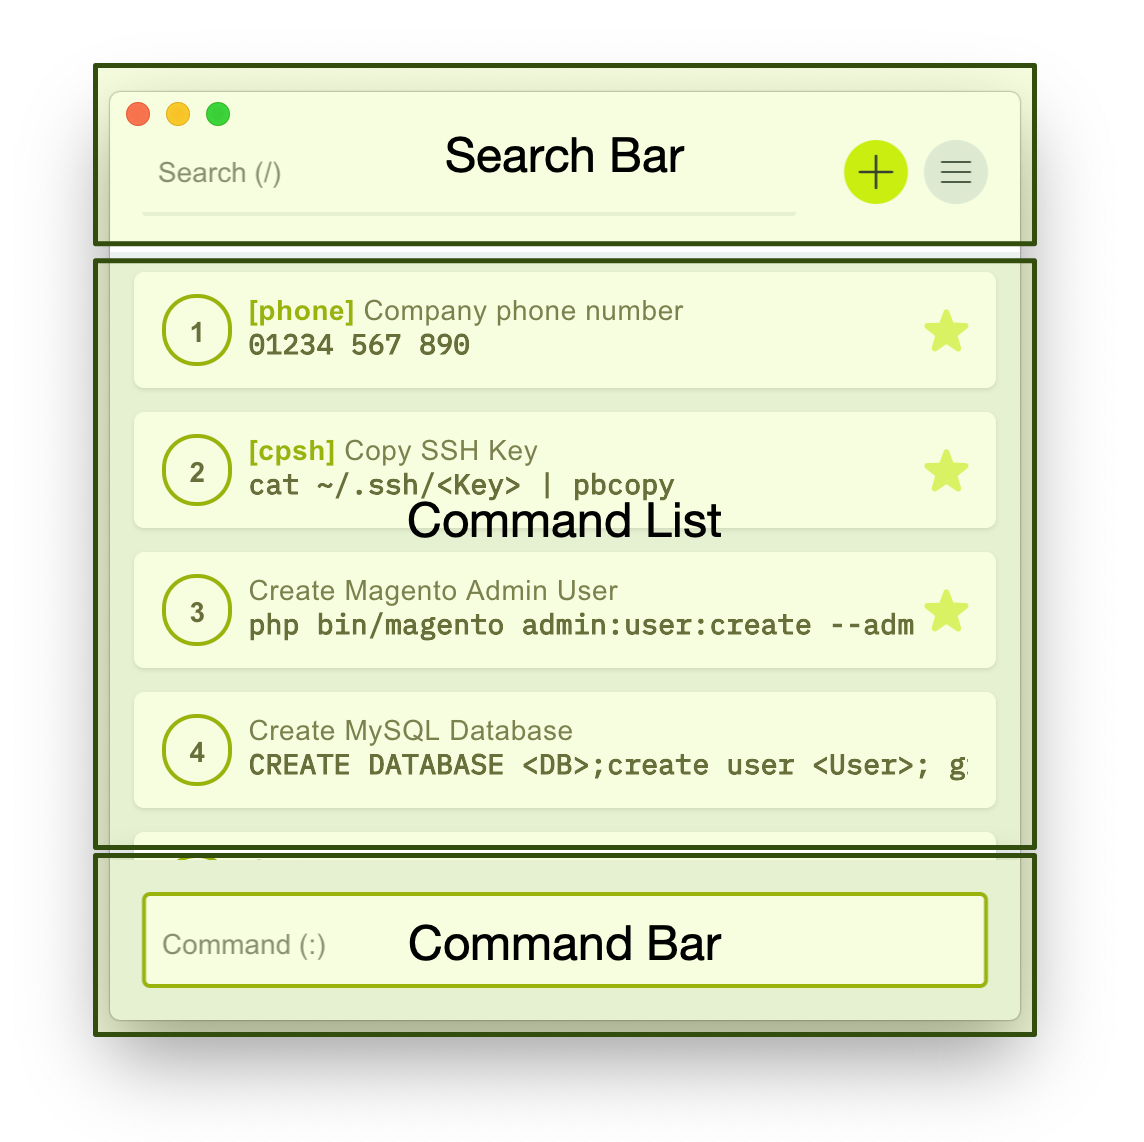 Search Bar
Search (/)
1
[phone] Company phone number
01234 567 890
2
[cpsh] Copy SSH Key
cat ~/.ssh/<Key> | pbcopy
Command List
3
Create Magento Admin User
php bin/magento admin:user:create --adm
4
Create MySQL Database
CREATE DATABASE <DB>;create user <User>; g
Command (:)
Command Bar